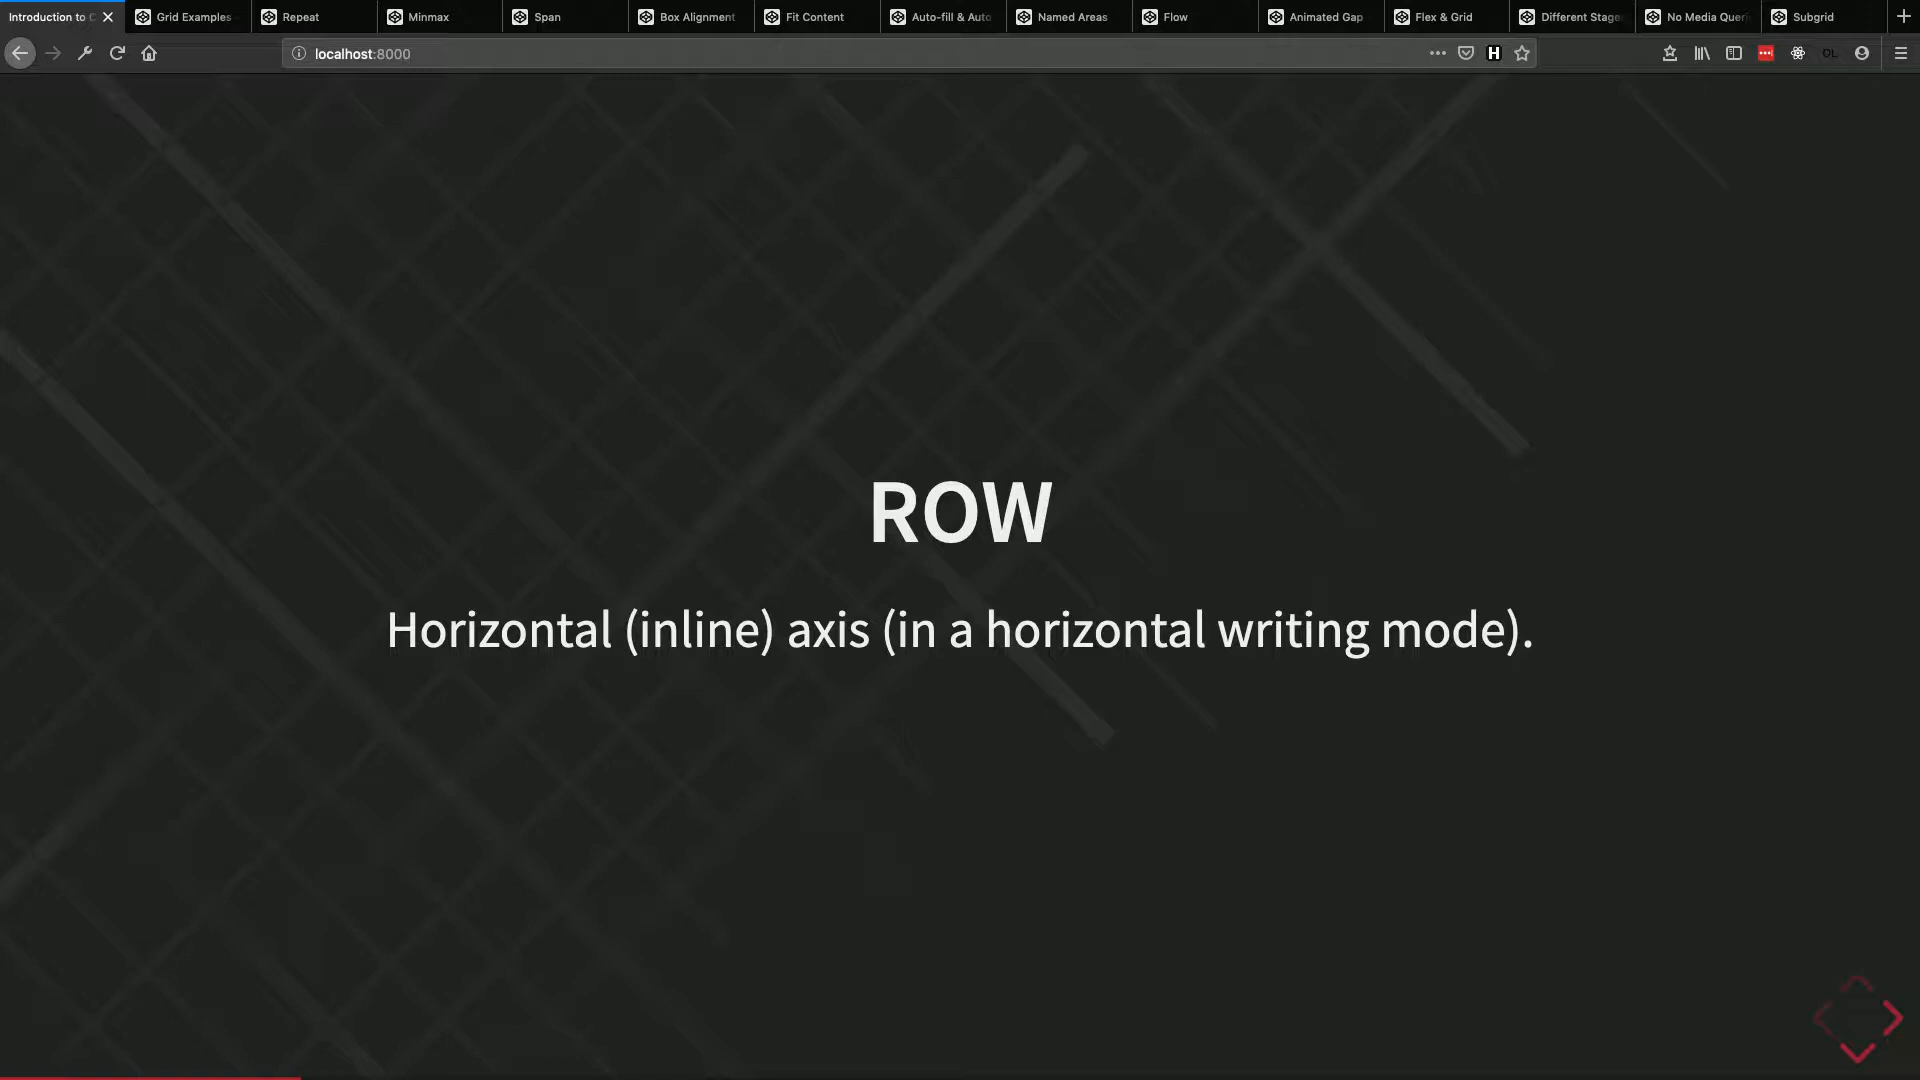 Introduction to C
Grid Examples
Repeat
Minmax
Span
Box Alignment
Fit Content
Auto-fill & Auto
Named Areas
Flow
Animated Gap
Flex & Grid
Different Stage
No Media Queri
Subgrid
localhost:8000
H
ROW
Horizontal (inline) axis (in a horizontal writing mode).